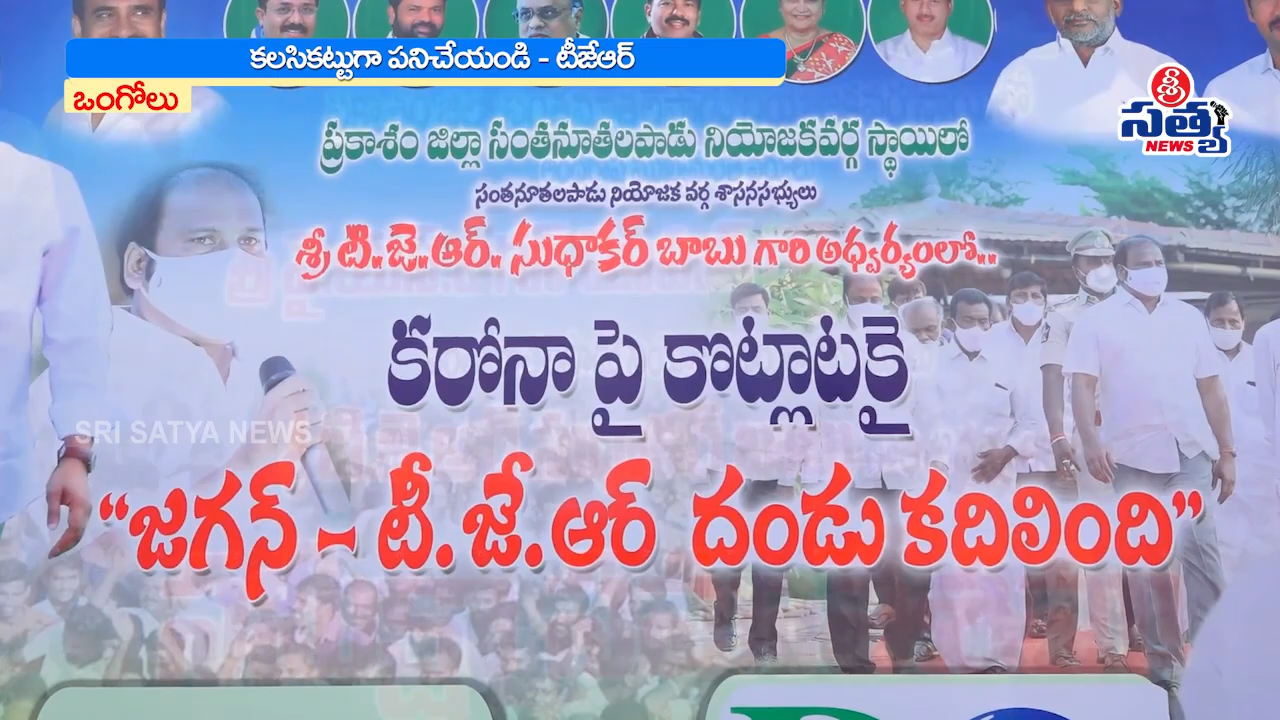 కలసికట్టుగా పనిచేయండి - టీజేఆర్
ఒంగోలు
శ్రీ
సత్య
NEWS
ప్రకాశం జిల్లా సంతనూతలపాడు నియోజకవర్గ స్థాయిలో
సంతనూతలపాడు నియోజక వర్గ శాసనసభ్యులు
శ్రీ టి.జె.ఆర్. సుధాకర్ బాబు గారి అధ్వర్యంలో..
కరోనా పై కొట్లాటకై
SRI SATYA NEWS
“జగన్ - టీ.జే.ఆర్ దండు కదిలింది”